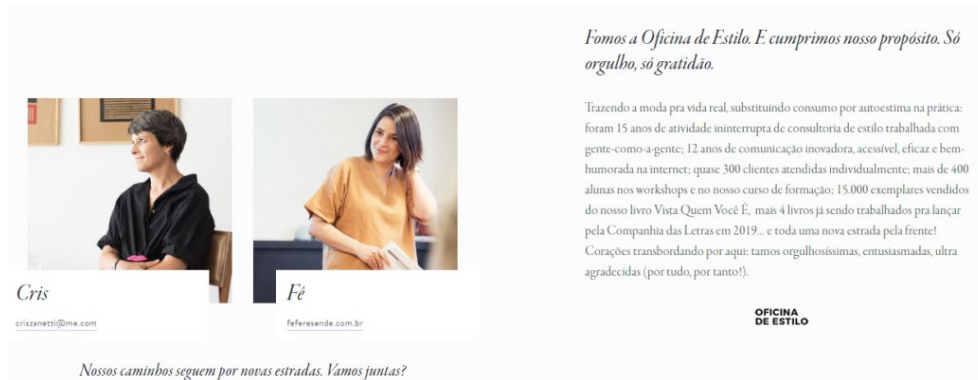 Cris
criszanetti@me.com
Fê
feferesende.com.br
Nossos caminhos seguem por novas estradas. Vamos juntas?
Fomos a Oficina de Estilo. E cumprimos nosso propósito. Só
orgulho, só gratidão.
Trazendo a moda pra vida real, substituindo consumo por autoestima na prática:
foram 15 anos de atividade ininterrupta de consultoria de estilo trabalhada com
gente-como-a-gente; 12 anos de comunicação inovadora, acessível, eficaz e bem-
humorada na internet; quase 300 clientes atendidas individualmente; mais de 400
alunas nos workshops e no nosso curso de formação; 15.000 exemplares vendidos
do nosso livro Vista Quem Você É, mais 4 livros já sendo trabalhados pra lançar
pela Companhia das Letras em 2019... e toda uma nova estrada pela frente!
Corações transbordando por aqui: tamos orgulhosíssimas, entusiasmadas, ultra
agradecidas (por tudo, por tanto!).
OFICINA
DE ESTILO